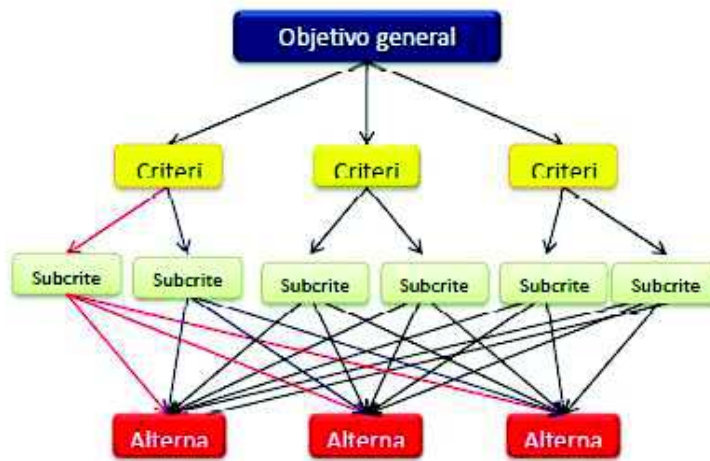 Objetivo general
Criteri
Criteri
Criteri
Subcrite
Subcrite
Subcrite
Subcrite
Subcrite
Subcrite
Alterna
Alterna
Alterna